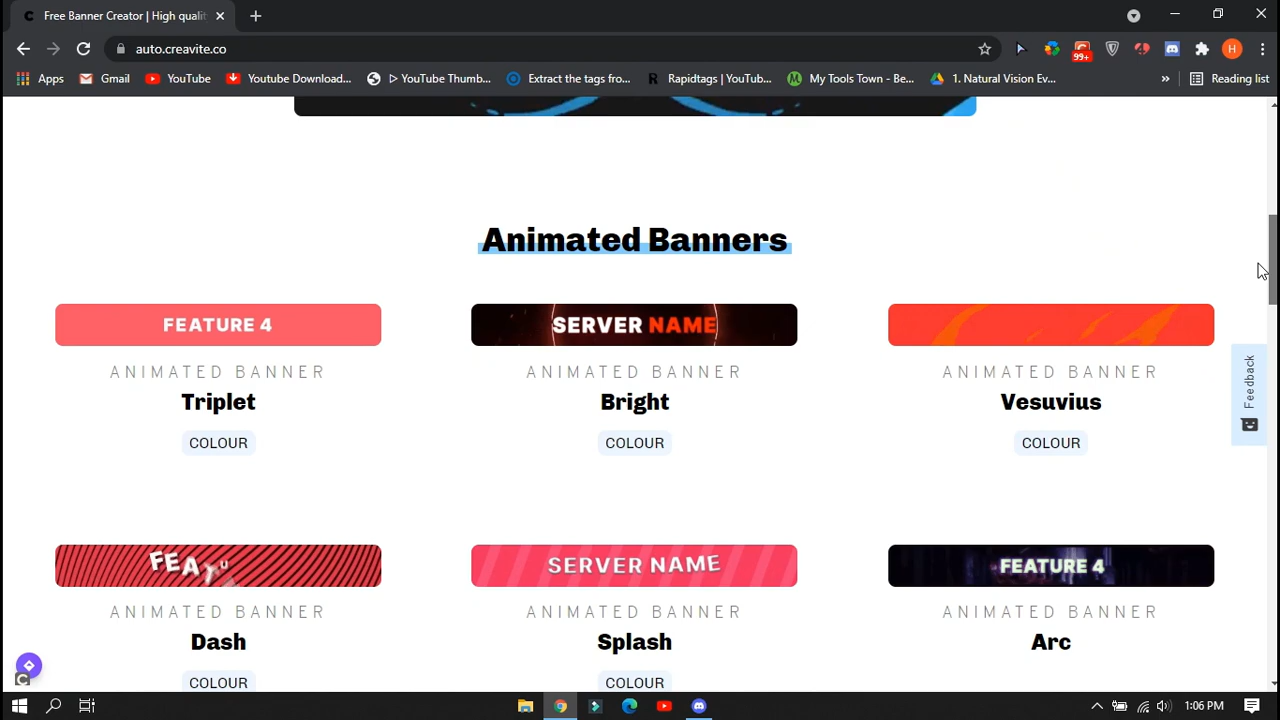 Free Banner Creator | High qualit
auto.creavite.co
99+
H
Apps
Gmail
YouTube
Youtube Download...
▷ YouTube Thumb...
Extract the tags from...
Rapidtags | YouTub...
My Tools Town - Be...
1. Natural Vision Ev...
»
Reading list
Animated Banners
FEATURE 4
SERVER NAME
ANIMATED BANNER
ANIMATED BANNER
ANIMATED BANNER
Triplet
Bright
Vesuvius
COLOUR
COLOUR
COLOUR
Feedback
FEATU
SERVER NAME
FEATURE 4
ANIMATED BANNER
ANIMATED BANNER
ANIMATED BANNER
Dash
Splash
Arc
COLOUR
COLOUR
1:06 PM